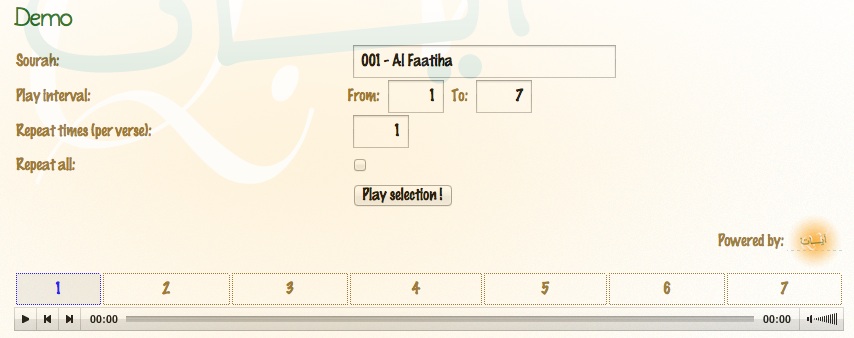 Demo
Sourah: 001 - Al Faatiha
Play interval: From: 1 To: 7
Repeat times (per verse): 1
Repeat all:
Play selection !
Powered by:
1 2 3 4 5 6 7
00:00 00:00